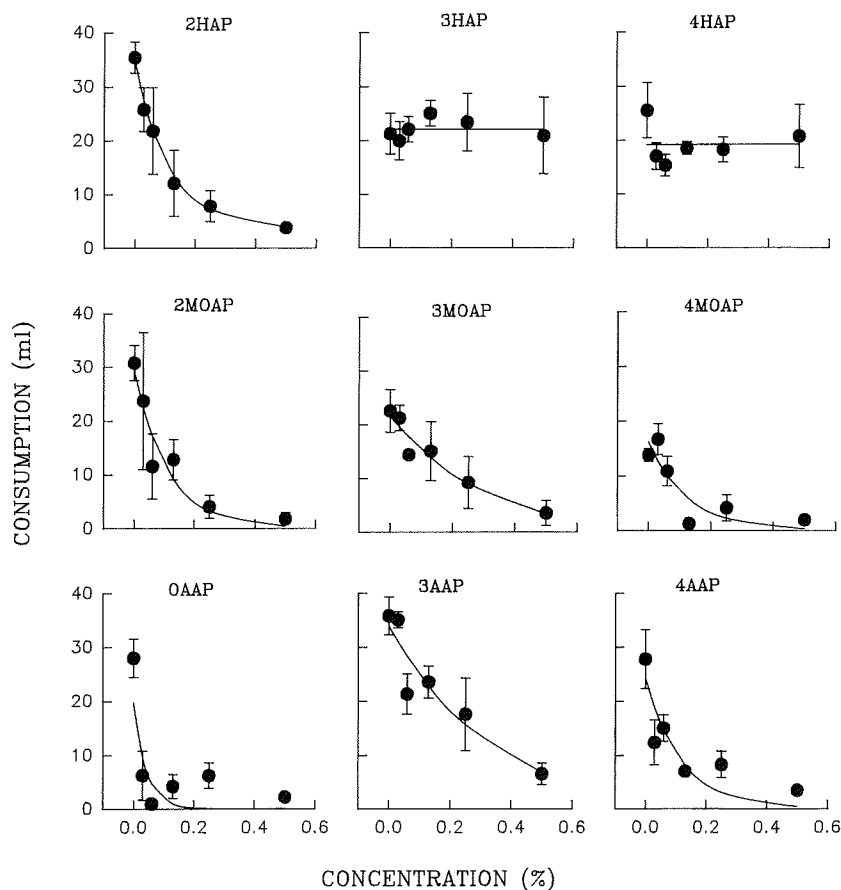 2HAP 3HAP 4HAP
40
30
20
10
0
2MOAP 3MOAP 4MOAP
40
30
20
10
0
OAAP 3AAP 4AAP
40
30
20
10
0
0.0 0.2 0.4 0.6 0.0 0.2 0.4 0.6 0.0 0.2 0.4 0.6
CONSUMPTION (ml)
CONCENTRATION (%)